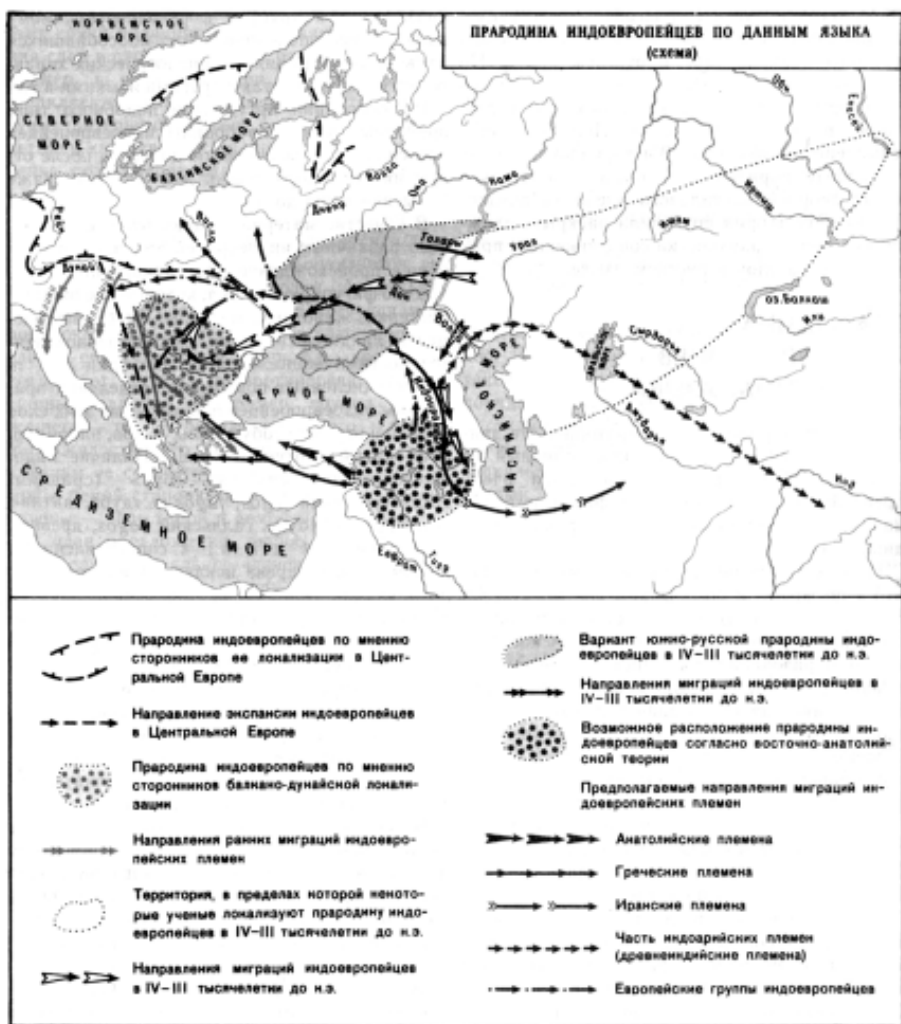 НОРВЕЖСКОЕ
МОРЕ
ПРАРОДИНА ИНДОЕВРОПЕЙЦЕВ ПО ДАННЫМ ЯЗЫКА
(схема)
СЕВЕРНОЕ
МОРЕ
БАЛТИЙСКОЕ МОРЕ
Обь
Енисей
Волга
Ока
Кама
Днепр
Иртыш
Ишим
Рейн
Висла
Дунай
Тохары
Урал
Дон
оз. Балхаш
Или
Волга
АРАЛЬСКОЕ
МОРЕ
Сырдарья
Амударья
ЧЕРНОЕ МОРЕ
КАСПИЙСКОЕ МОРЕ
Инд
СРЕДИЗЕМНОЕ МОРЕ
Евфрат
Тигр
Прародина индоевропейцев по мнению
сторонников ее локализации в Цент-
ральной Европе
Направление экспансии индоевропейцев
в Центральной Европе
Прародина индоевропейцев по мнению
сторонников балкано-дунайской локали-
зации
Направления ранних миграций индоевро-
пейских племен
Территория, в пределах которой некото-
рые ученые локализуют прародину индо-
европейцев в IV–III тысячелетии до н.э.
Направления миграций индоевропейцев
в IV–III тысячелетии до н.э.
Вариант южно-русской прародины индо-
европейцев в IV–III тысячелетии до н.э.
Направления миграций индоевропейцев в
IV–III тысячелетии до н.э.
Возможное расположение прародины ин-
доевропейцев согласно восточно-анатолий-
ской теории
Предполагаемые направления миграций ин-
доевропейских племен
Анатолийские племена
Греческие племена
Иранские племена
Часть индоарийских племен
(древнеиндийские племена)
Европейские группы индоевропейцев